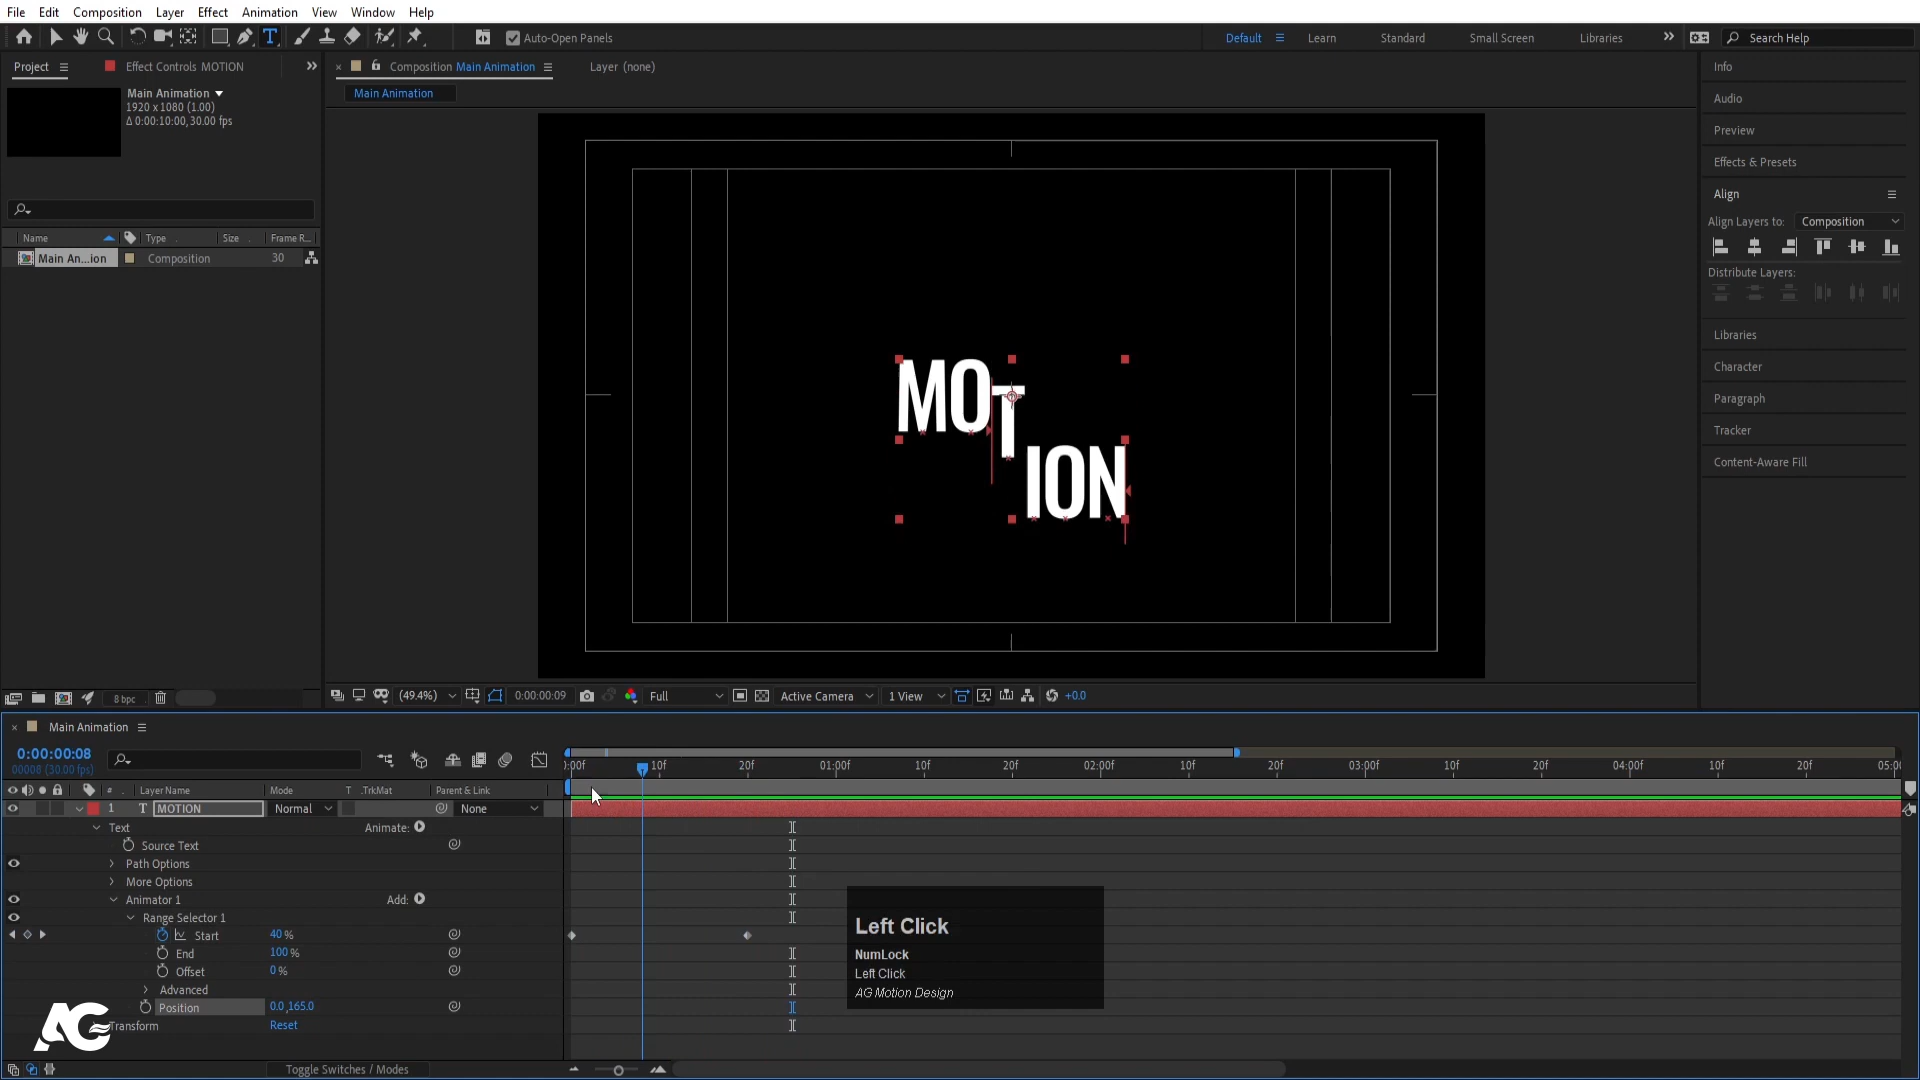 File Edit Composition Layer Effect Animation View Window Help
Auto-Open Panels
Default Learn Standard Small Screen Libraries Search Help
Project Effect Controls MOTION
Composition Main Animation Layer (none)
Main Animation
Main Animation
1920 x 1080 (1.00)
Δ 0:00:10:00, 30.00 fps
Name Type Size Frame R...
Main An...ion Composition 30
MOTION
Info
Audio
Preview
Effects & Presets
Align
Align Layers to: Composition
Distribute Layers:
Libraries
Character
Paragraph
Tracker
Content-Aware Fill
8 bpc
(49.4%) 0:00:00:09 Full Active Camera 1 View +0.0
Main Animation
0:00:00:08
00008 (30.00 fps)
:00f 10f 20f 01:00f 10f 20f 02:00f 10f 20f 03:00f 10f 20f 04:00f 10f 20f 05:00
# Layer Name Mode T .TrkMat Parent & Link
1 T MOTION Normal None
Text Animate:
Source Text
Path Options
More Options
Animator 1 Add:
Range Selector 1
Start 40 %
End 100 %
Offset 0 %
Advanced
Position 0.0,165.0
Transform Reset
Left Click
NumLock
Left Click
AG Motion Design
AG
Toggle Switches / Modes